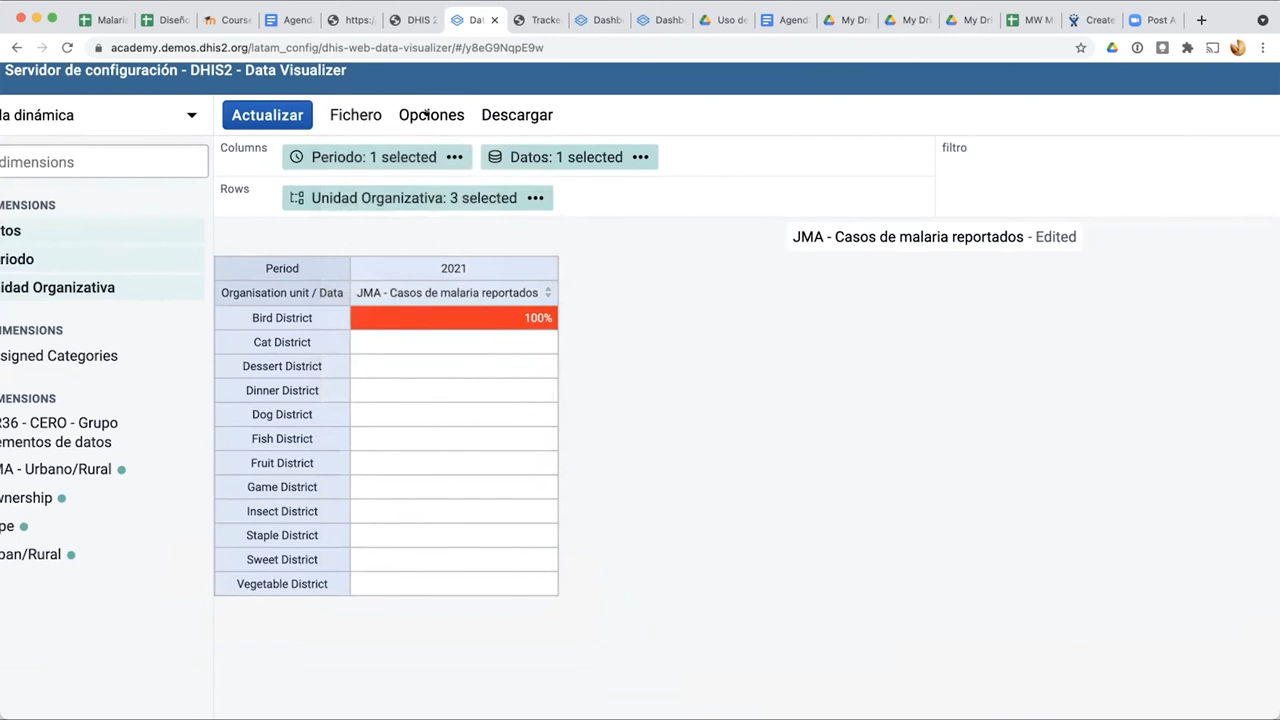 Malari
Diseño
Course
Agend
https:/
DHIS 2
Dat
Tracke
Dashb
Dashb
Uso de
Agend
My Dri
My Dri
My Dri
MW M
Create
Post A
academy.demos.dhis2.org/latam_config/dhis-web-data-visualizer/#/y8eG9NqpE9w
Servidor de configuración - DHIS2 - Data Visualizer
la dinámica
Actualizar
Fichero
Opciones
Descargar
dimensions
Columns
Periodo: 1 selected
Datos: 1 selected
filtro
Rows
Unidad Organizativa: 3 selected
MENSIONS
tos
riodo
idad Organizativa
IMENSIONS
signed Categories
MENSIONS
R36 - CERO - Grupo
ementos de datos
MA - Urbano/Rural
wnership
pe
ban/Rural
JMA - Casos de malaria reportados - Edited
Period
2021
Organisation unit / Data
JMA - Casos de malaria reportados
Bird District
100%
Cat District
Dessert District
Dinner District
Dog District
Fish District
Fruit District
Game District
Insect District
Staple District
Sweet District
Vegetable District